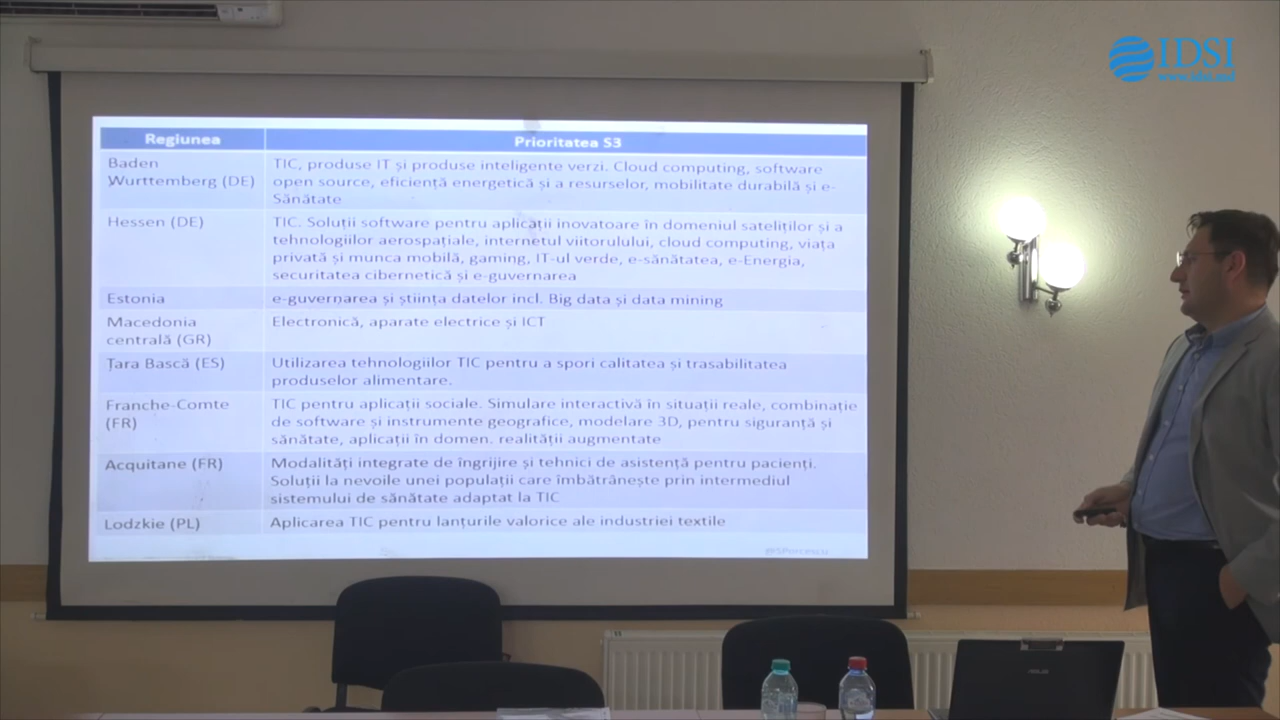 IDSI
www.idsi.md
Regiunea Prioritatea S3
Baden
Wurttemberg (DE)
TIC, produse IT și produse inteligente verzi. Cloud computing, software
open source, eficiență energetică și a resurselor, mobilitate durabilă și e-
Sănătate
Hessen (DE)
TIC. Soluții software pentru aplicații inovatoare în domeniul sateliților și a
tehnologiilor aerospațiale, internetul viitorulului, cloud computing, viața
privată și munca mobilă, gaming, IT-ul verde, e-sănătatea, e-Energia,
securitatea cibernetică și e-guvernarea
Estonia
e-guvernarea și știința datelor incl. Big data și data mining
Macedonia
centrală (GR)
Electronică, aparate electrice și ICT
Țara Bască (ES)
Utilizarea tehnologiilor TIC pentru a spori calitatea și trasabilitatea
produselor alimentare.
Franche-Comte
(FR)
TIC pentru aplicații sociale. Simulare interactivă în situații reale, combinație
de software și instrumente geografice, modelare 3D, pentru siguranță și
sănătate, aplicații în domen. realității augmentate
Acquitane (FR)
Modalități integrate de îngrijire și tehnici de asistență pentru pacienți.
Soluții la nevoile unei populații care îmbătrânește prin intermediul
sistemului de sănătate adaptat la TIC
Lodzkie (PL)
Aplicarea TIC pentru lanțurile valorice ale industriei textile
ASUS